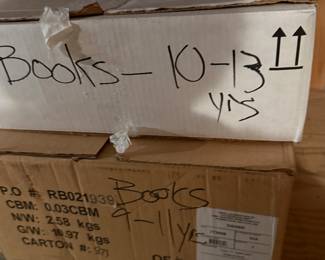 Books - 10-13
yrs
P.O #: RB021939
CBM: 0.03CBM
N/W: 2.58 kgs
G/W: 18.97 kgs
CARTON #:
Books
9-11 yrs